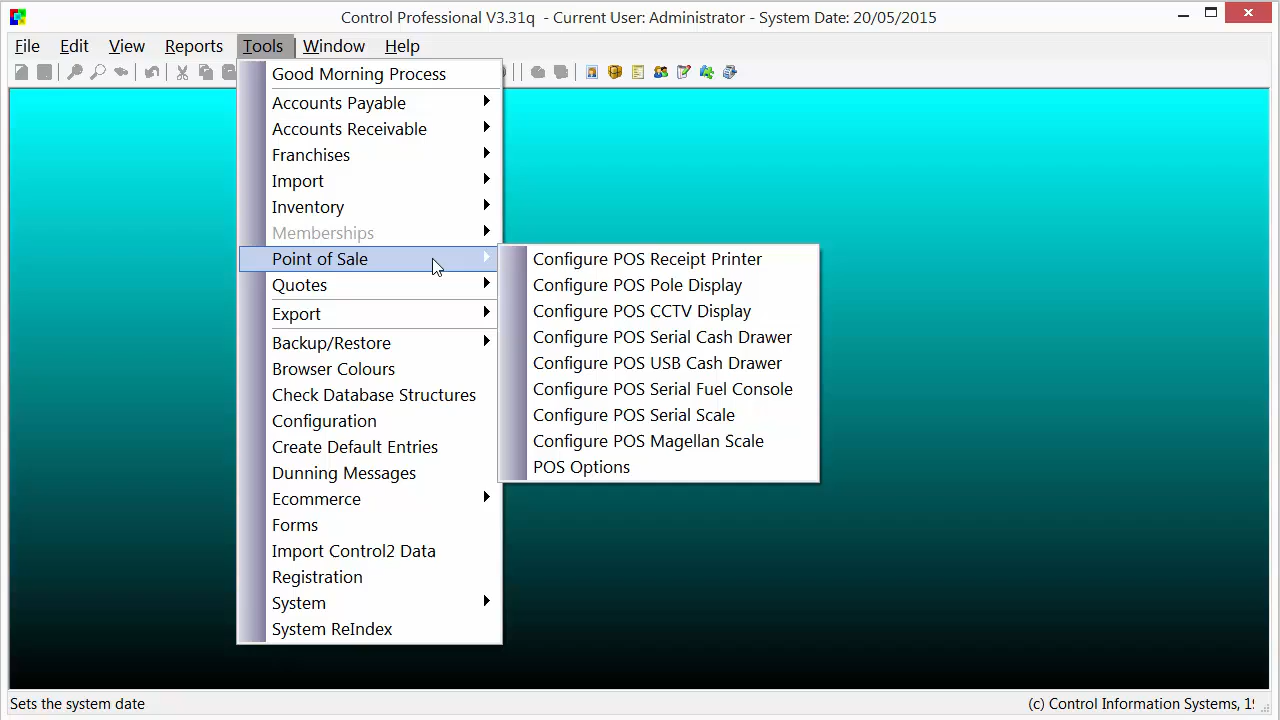 Control Professional V3.31q - Current User: Administrator - System Date: 20/05/2015
File Edit View Reports Tools Window Help
Good Morning Process
Accounts Payable
Accounts Receivable
Franchises
Import
Inventory
Memberships
Point of Sale
Quotes
Export
Backup/Restore
Browser Colours
Check Database Structures
Configuration
Create Default Entries
Dunning Messages
Ecommerce
Forms
Import Control2 Data
Registration
System
System ReIndex
Configure POS Receipt Printer
Configure POS Pole Display
Configure POS CCTV Display
Configure POS Serial Cash Drawer
Configure POS USB Cash Drawer
Configure POS Serial Fuel Console
Configure POS Serial Scale
Configure POS Magellan Scale
POS Options
Sets the system date
(c) Control Information Systems,